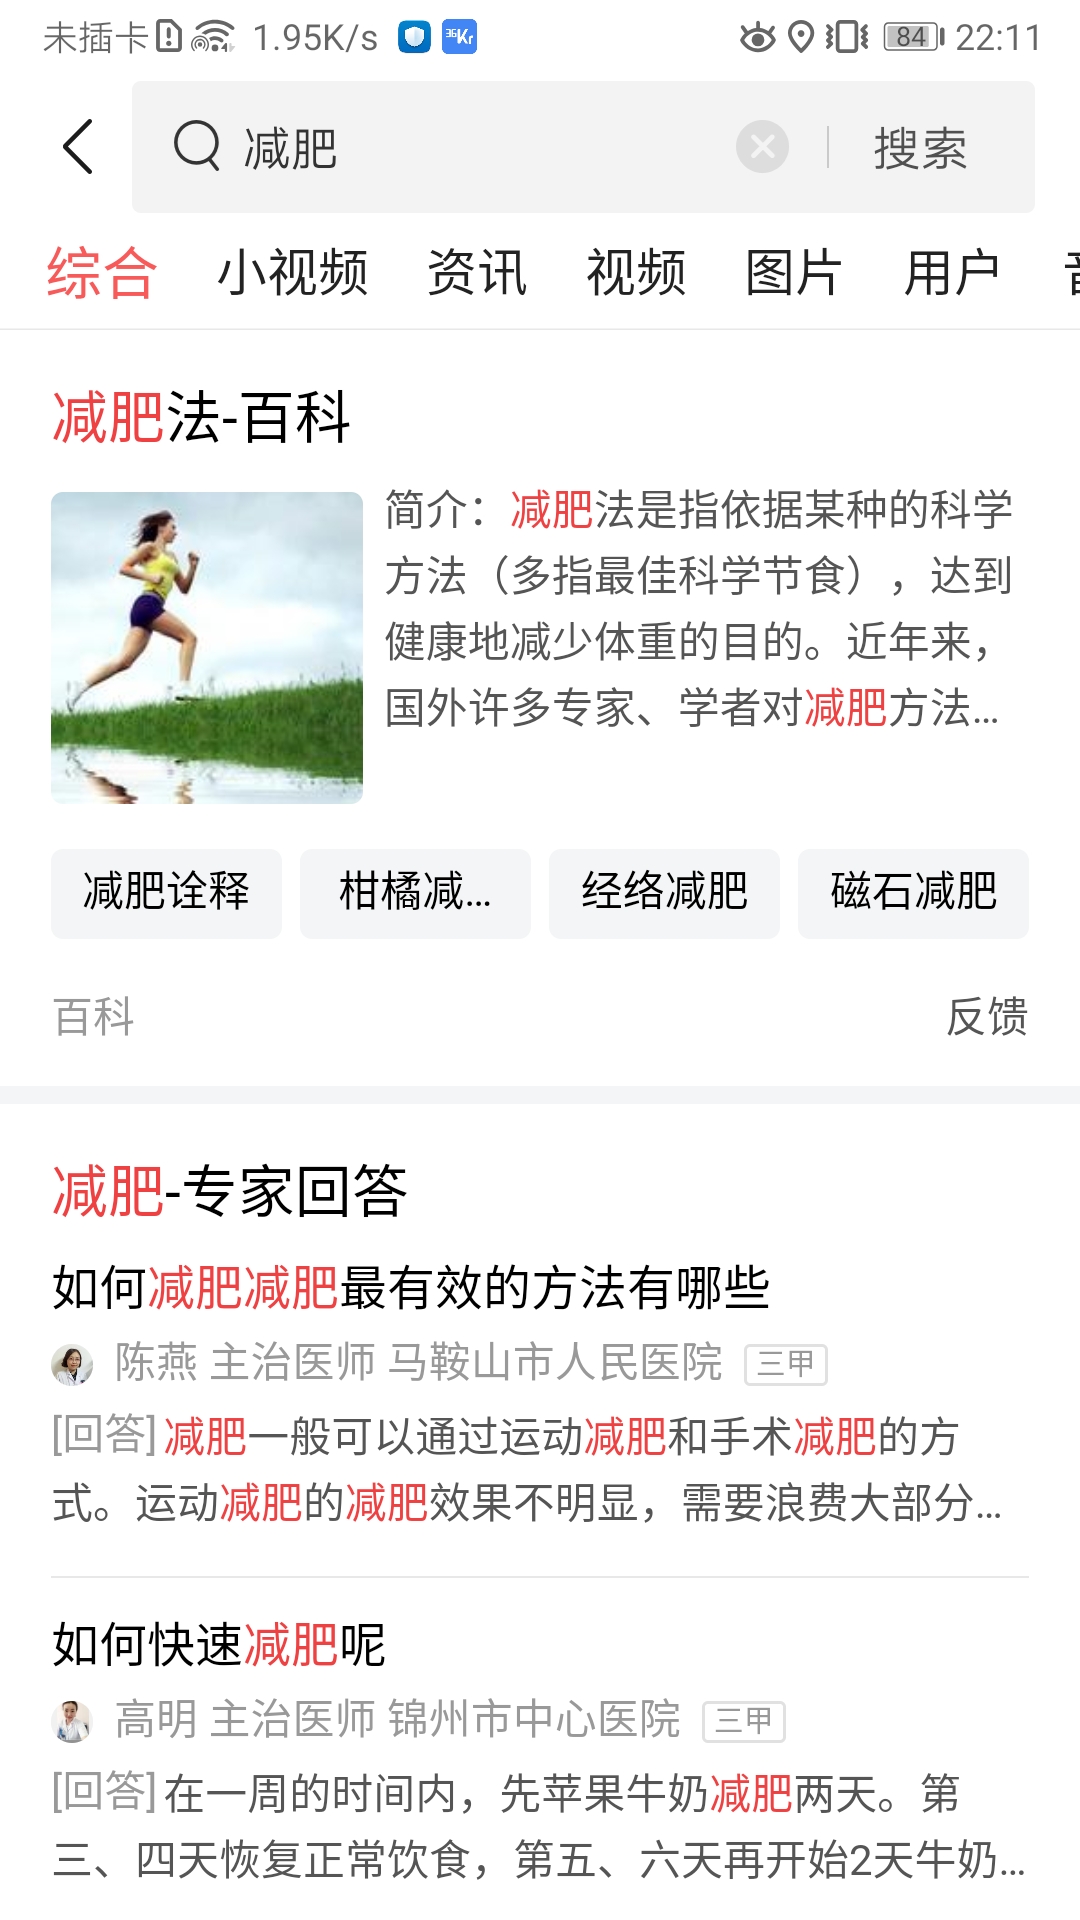 未插卡 1.95K/s 36Kr 84 22:11
减肥 搜索
综合 小视频 资讯 视频 图片 用户
减肥法-百科
简介：减肥法是指依据某种的科学
方法（多指最佳科学节食），达到
健康地减少体重的目的。近年来，
国外许多专家、学者对减肥方法...
减肥诠释 柑橘减... 经络减肥 磁石减肥
百科 反馈
减肥-专家回答
如何减肥减肥最有效的方法有哪些
陈燕 主治医师 马鞍山市人民医院 三甲
[回答]减肥一般可以通过运动减肥和手术减肥的方
式。运动减肥的减肥效果不明显，需要浪费大部分...
如何快速减肥呢
高明 主治医师 锦州市中心医院 三甲
[回答]在一周的时间内，先苹果牛奶减肥两天。第
三、四天恢复正常饮食，第五、六天再开始2天牛奶...